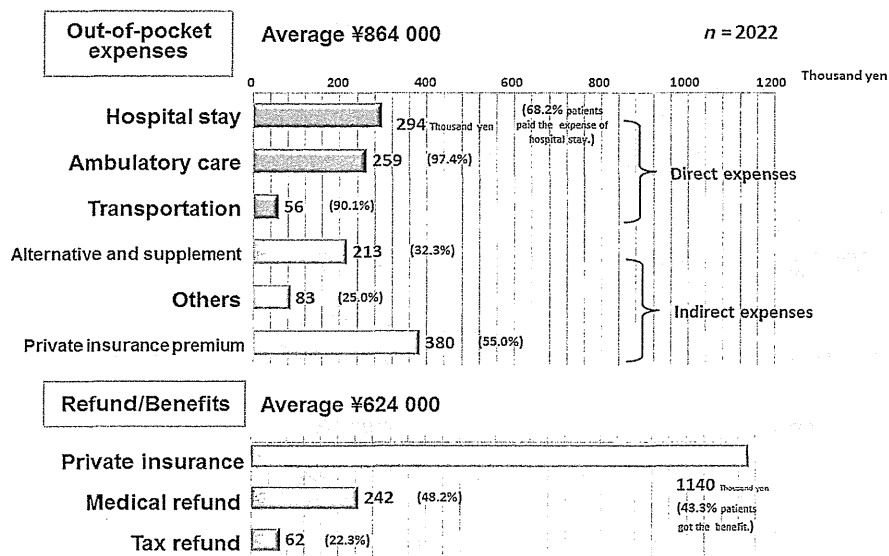 Out-of-pocket expenses
Average ¥864 000
n = 2022
0 200 400 600 800 1000 1200 Thousand yen
Hospital stay 294 Thousand yen (68.2% patients paid the expense of hospital stay.)
Ambulatory care 259 (97.4%)
Transportation 56 (90.1%)
Direct expenses
Alternative and supplement 213 (32.3%)
Others 83 (25.0%)
Private insurance premium 380 (55.0%)
Indirect expenses
Refund/Benefits
Average ¥624 000
Private insurance 1140 Thousand yen (43.3% patients got the benefit.)
Medical refund 242 (48.2%)
Tax refund 62 (22.3%)